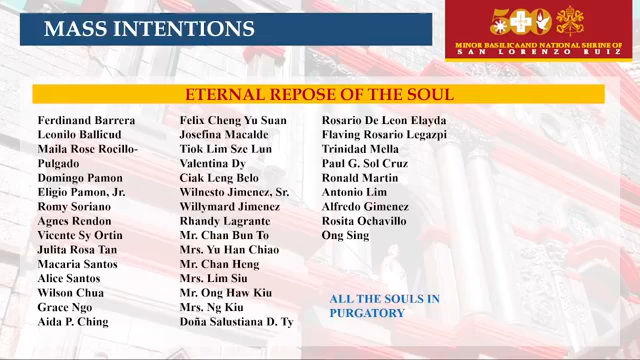 MASS INTENTIONS
500
MINOR BASILICA AND NATIONAL SHRINE OF
SAN LORENZO RUIZ
ETERNAL REPOSE OF THE SOUL
Ferdinand Barrera
Leonilo Ballicud
Maila Rose Rocillo-
Pulgado
Domingo Pamon
Eligio Pamon, Jr.
Romy Soriano
Agnes Rendon
Vicente Sy Ortin
Julita Rosa Tan
Macaria Santos
Alice Santos
Wilson Chua
Grace Ngo
Aida P. Ching
Felix Cheng Yu Suan
Josefina Macalde
Tiok Lim Sze Lun
Valentina Dy
Ciak Leng Belo
Wilnesto Jimenez, Sr.
Willymard Jimenez
Rhandy Lagrante
Mr. Chan Bun To
Mrs. Yu Han Chiao
Mr. Chan Heng
Mrs. Lim Siu
Mr. Ong Haw Kiu
Mrs. Ng Kiu
Doña Salustiana D. Ty
Rosario De Leon Elayda
Flaving Rosario Legazpi
Trinidad Mella
Paul G. Sol Cruz
Ronald Martin
Antonio Lim
Alfredo Gimenez
Rosita Ochavillo
Ong Sing
ALL THE SOULS IN
PURGATORY